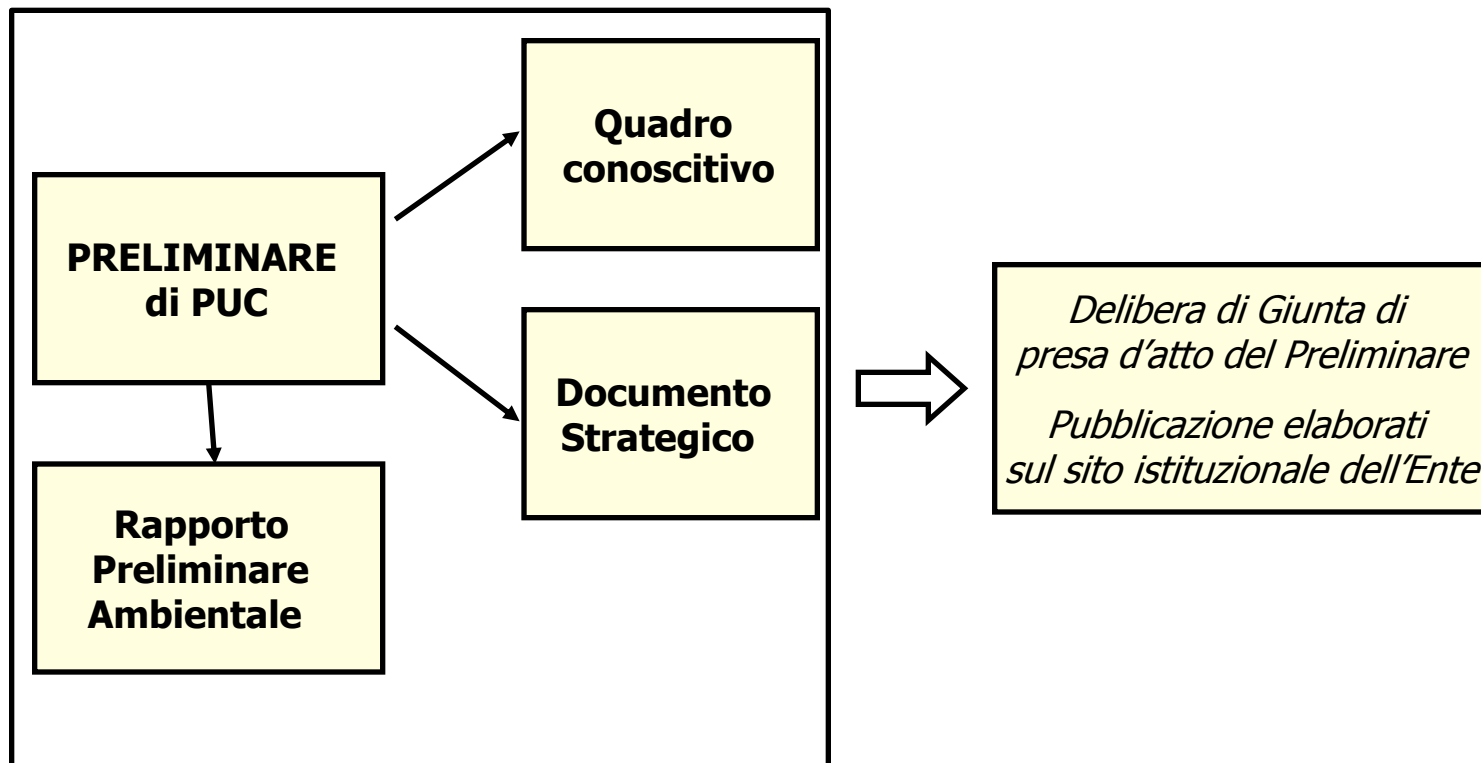 PRELIMINARE
di PUC
Quadro
conoscitivo
Documento
Strategico
Rapporto
Preliminare
Ambientale
Delibera di Giunta di
presa d’atto del Preliminare
Pubblicazione elaborati
sul sito istituzionale dell’Ente